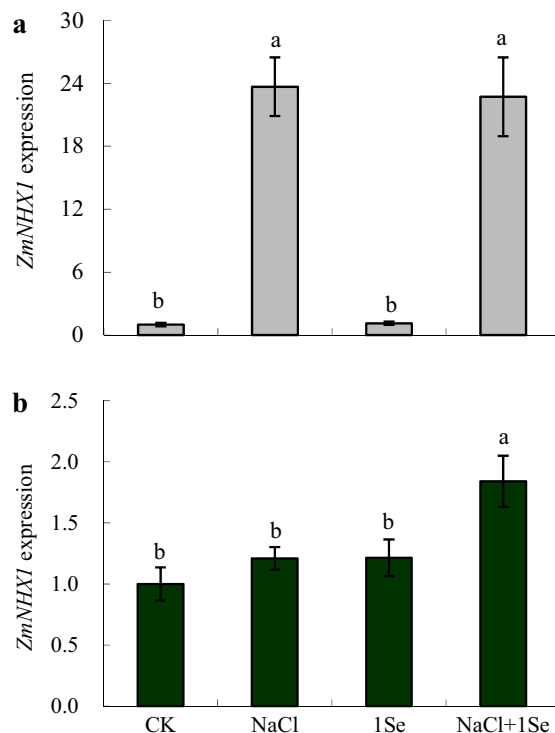 a
ZmNHX1 expression
30
24
18
12
6
0
b
a
b
a
b
ZmNHX1 expression
2.5
2.0
1.5
1.0
0.5
0.0
b
b
b
a
CK
NaCl
1Se
NaCl+1Se